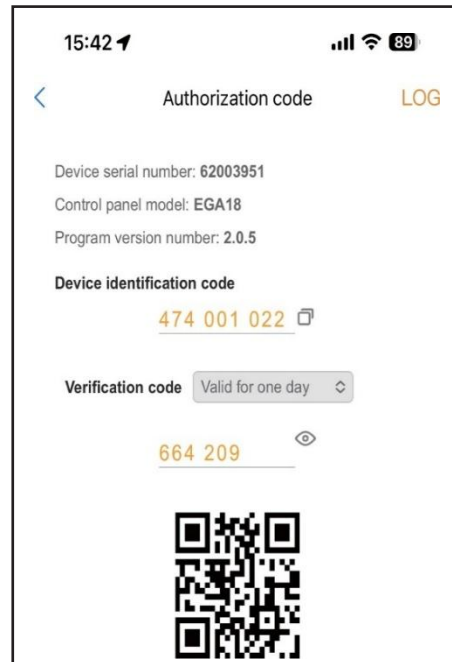 15:42 89
Authorization code LOG
Device serial number: 62003951
Control panel model: EGA18
Program version number: 2.0.5
Device identification code
474 001 022
Verification code Valid for one day
664 209